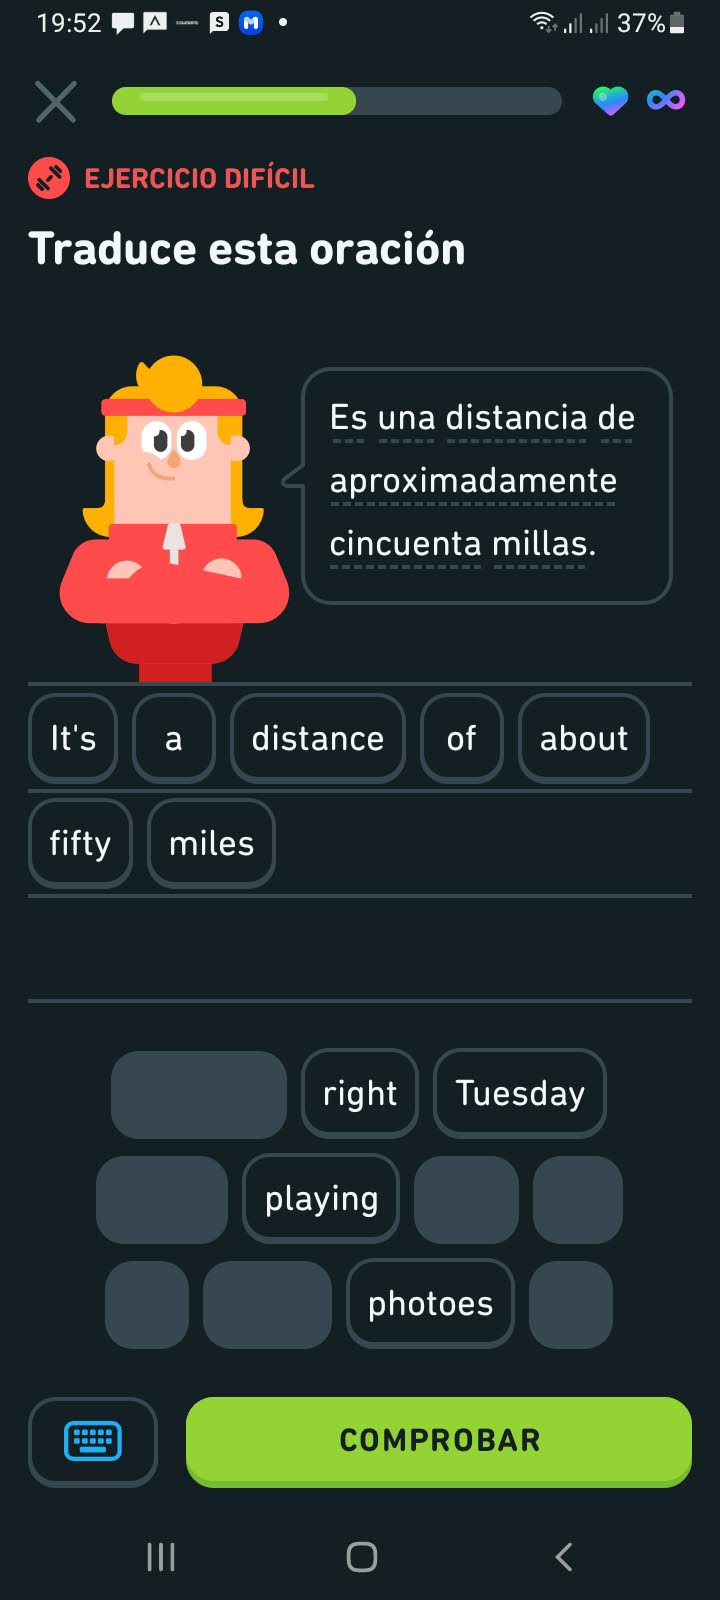 19:52 37%
EJERCICIO DIFÍCIL
Traduce esta oración
Es una distancia de
aproximadamente
cincuenta millas.
It's a distance of about
fifty miles
right Tuesday
playing
photoes
COMPROBAR